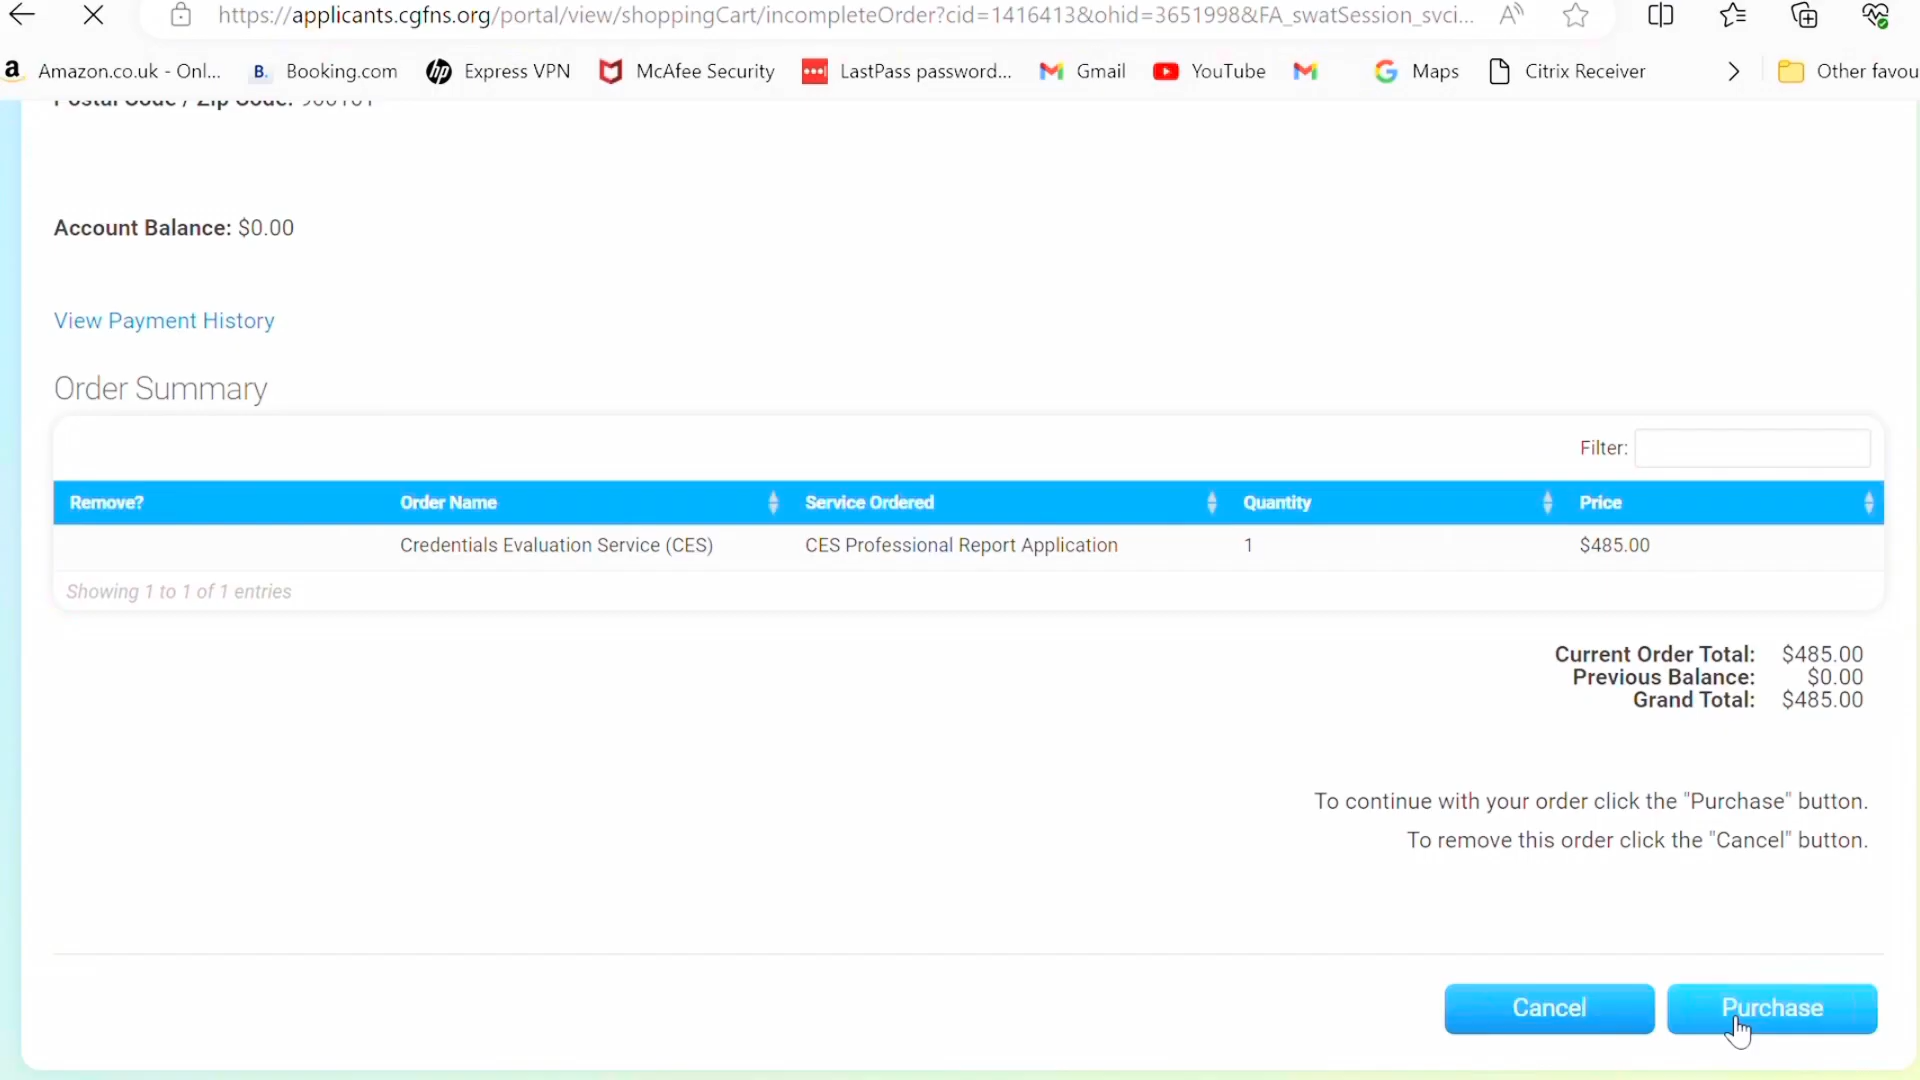 https://applicants.cgfns.org/portal/view/shoppingCart/incompleteOrder?cid=1416413&ohid=3651998&FA_swatSession_svci...
Amazon.co.uk - Onl... B. Booking.com hp Express VPN McAfee Security LastPass password... Gmail YouTube Maps Citrix Receiver Other favou
Postal Code / Zip Code:
Account Balance: $0.00
View Payment History
Order Summary
Filter:
Remove? Order Name Service Ordered Quantity Price
Credentials Evaluation Service (CES) CES Professional Report Application 1 $485.00
Showing 1 to 1 of 1 entries
Current Order Total: $485.00
Previous Balance: $0.00
Grand Total: $485.00
To continue with your order click the "Purchase" button.
To remove this order click the "Cancel" button.
Cancel Purchase